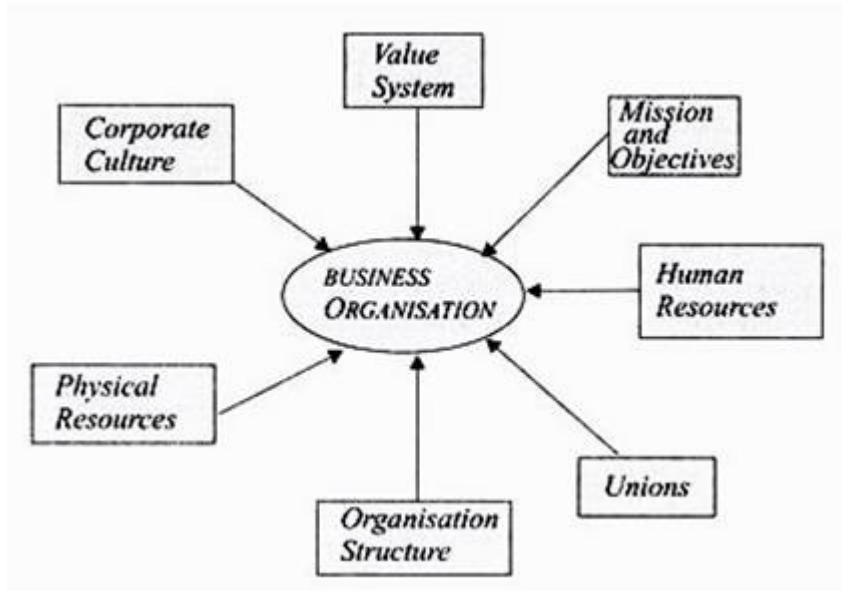 Value
System
Corporate
Culture
Mission
and
Objectives
BUSINESS
ORGANISATION
Human
Resources
Physical
Resources
Unions
Organisation
Structure